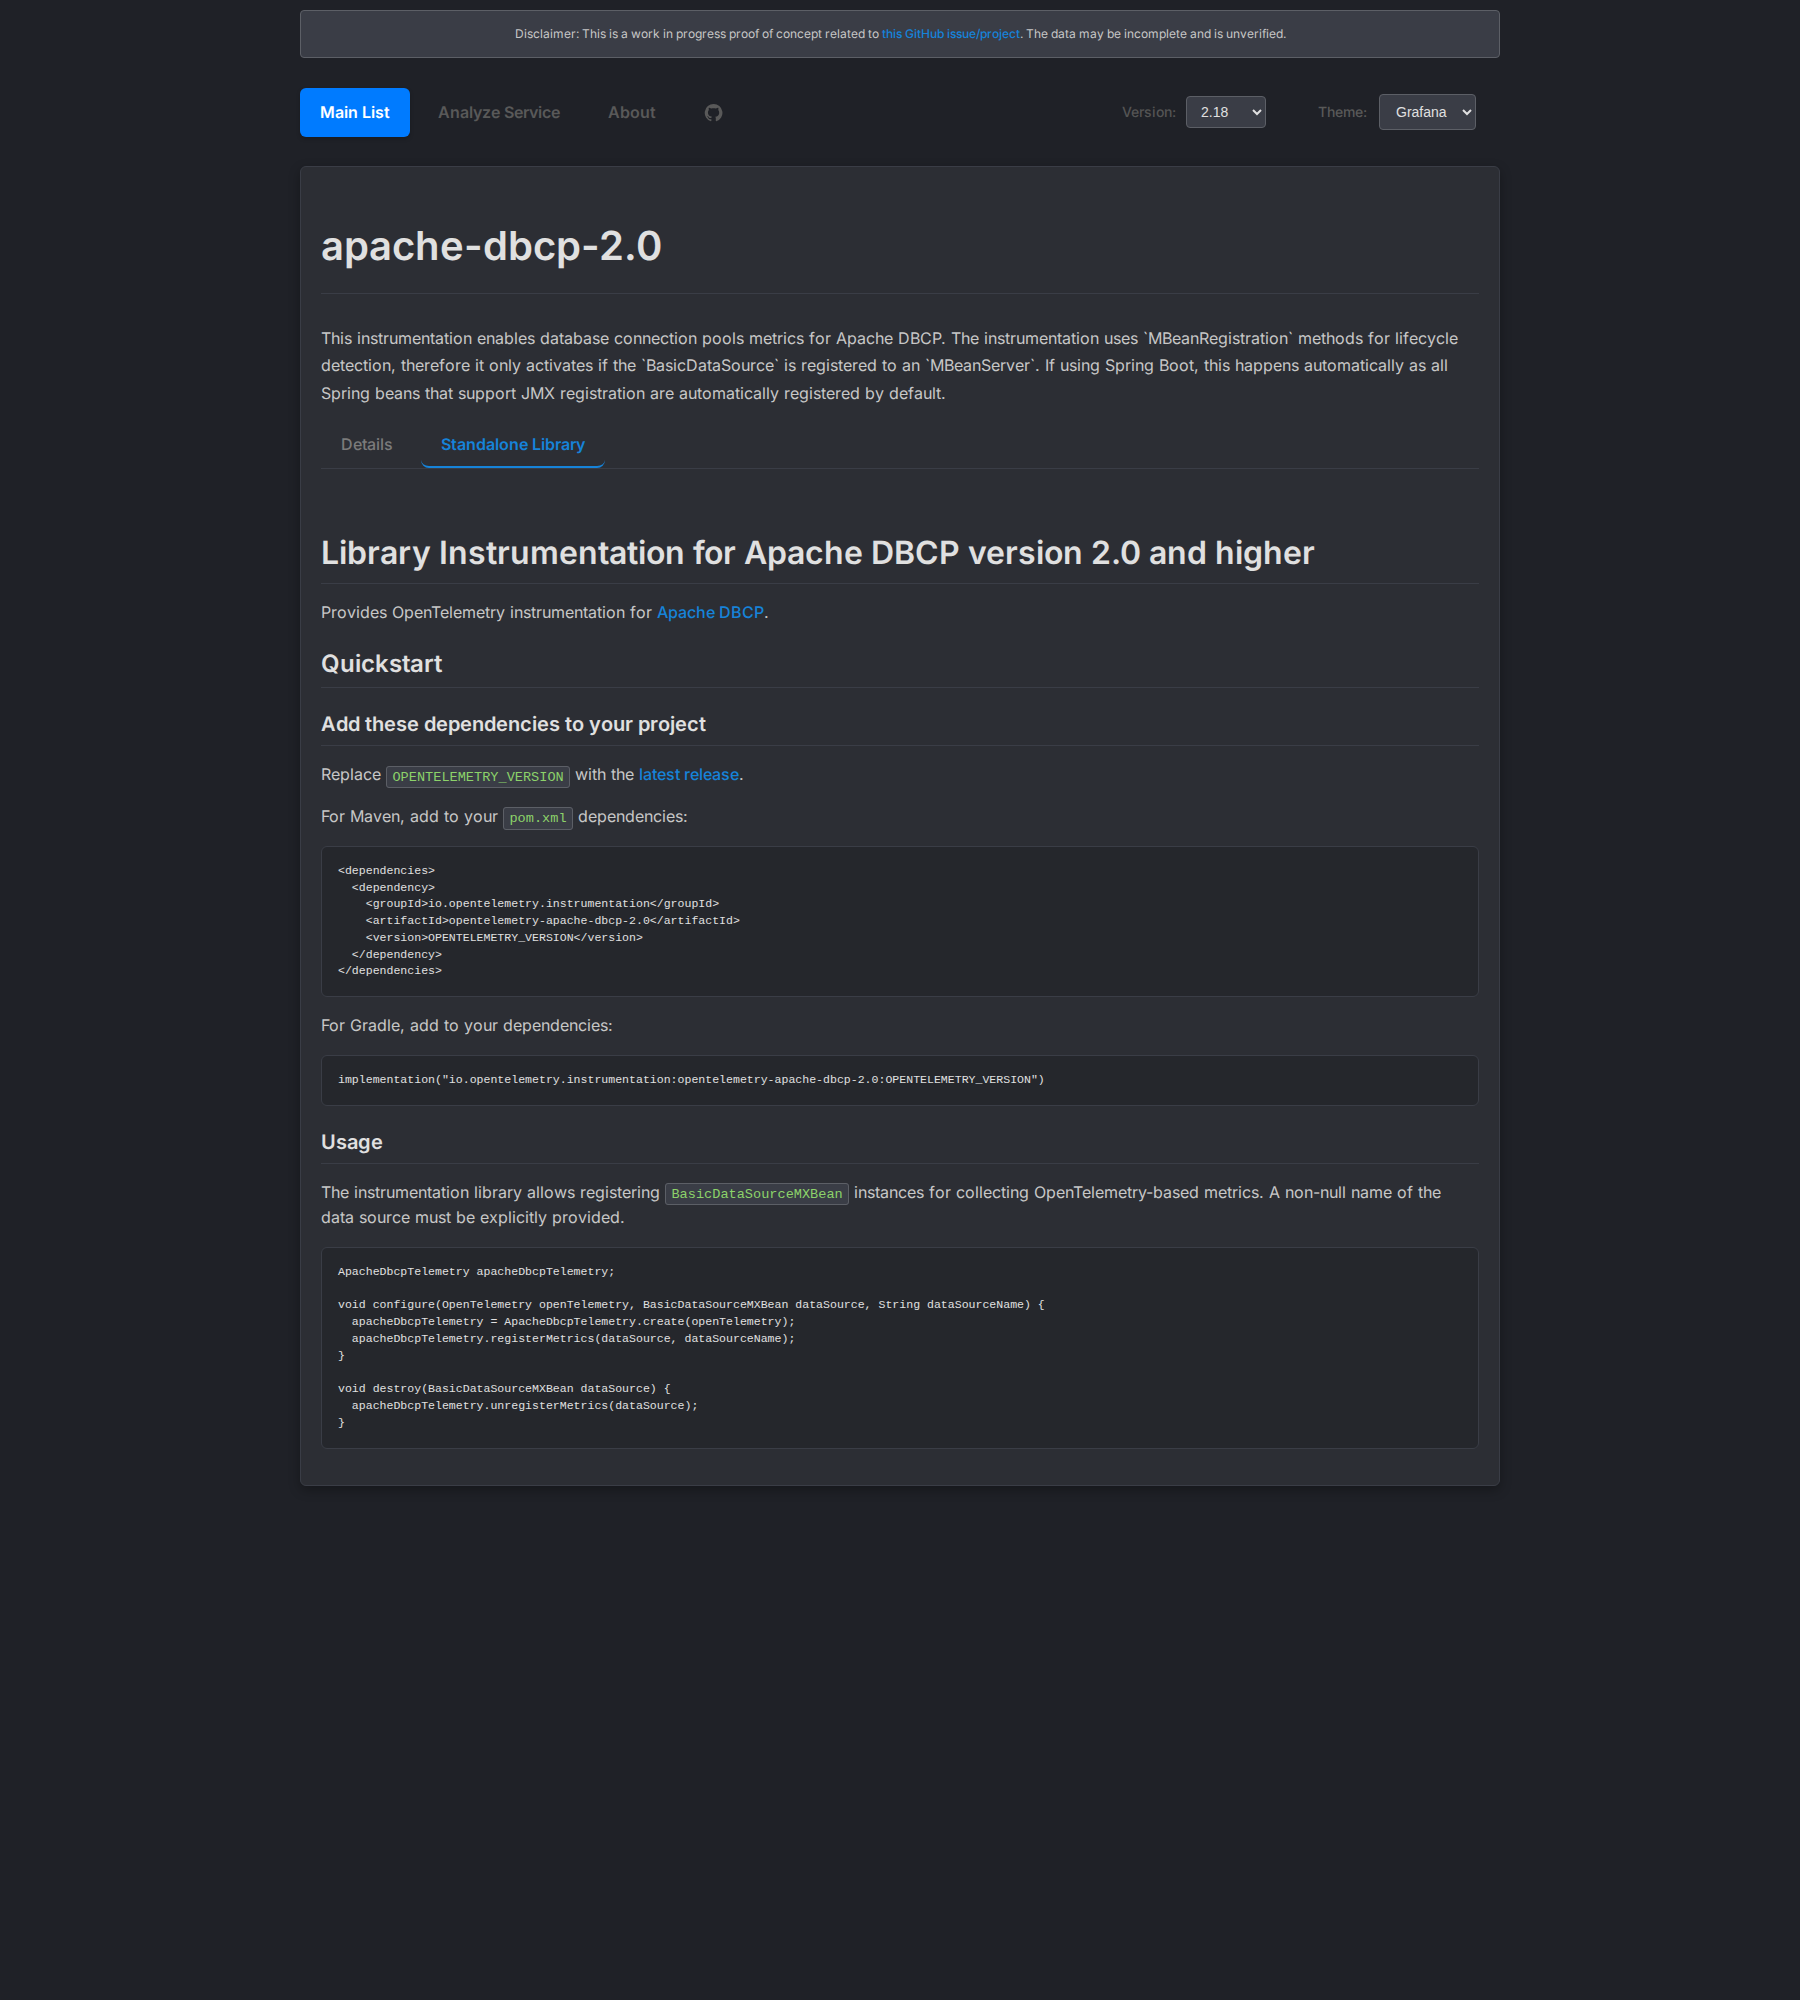 Disclaimer: This is a work in progress proof of concept related to this GitHub issue/project. The data may be incomplete and is unverified.
Main List Analyze Service About Version: 2.18 Theme: Grafana
apache-dbcp-2.0
This instrumentation enables database connection pools metrics for Apache DBCP. The instrumentation uses `MBeanRegistration` methods for lifecycle
detection, therefore it only activates if the `BasicDataSource` is registered to an `MBeanServer`. If using Spring Boot, this happens automatically as all
Spring beans that support JMX registration are automatically registered by default.
Details Standalone Library
Library Instrumentation for Apache DBCP version 2.0 and higher
Provides OpenTelemetry instrumentation for Apache DBCP.
Quickstart
Add these dependencies to your project
Replace OPENTELEMETRY_VERSION with the latest release.
For Maven, add to your pom.xml dependencies:
<dependencies>
  <dependency>
    <groupId>io.opentelemetry.instrumentation</groupId>
    <artifactId>opentelemetry-apache-dbcp-2.0</artifactId>
    <version>OPENTELEMETRY_VERSION</version>
  </dependency>
</dependencies>
For Gradle, add to your dependencies:
implementation("io.opentelemetry.instrumentation:opentelemetry-apache-dbcp-2.0:OPENTELEMETRY_VERSION")
Usage
The instrumentation library allows registering BasicDataSourceMXBean instances for collecting OpenTelemetry-based metrics. A non-null name of the
data source must be explicitly provided.
ApacheDbcpTelemetry apacheDbcpTelemetry;
void configure(OpenTelemetry openTelemetry, BasicDataSourceMXBean dataSource, String dataSourceName) {
  apacheDbcpTelemetry = ApacheDbcpTelemetry.create(openTelemetry);
  apacheDbcpTelemetry.registerMetrics(dataSource, dataSourceName);
}
void destroy(BasicDataSourceMXBean dataSource) {
  apacheDbcpTelemetry.unregisterMetrics(dataSource);
}